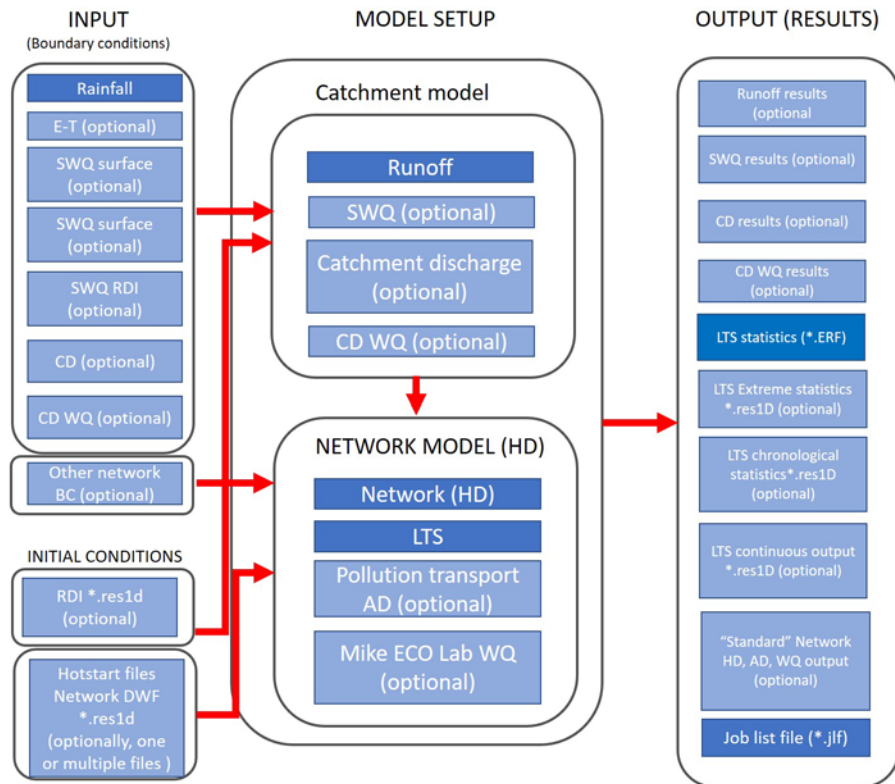 INPUT
(Boundary conditions)
Rainfall
E-T (optional)
SWQ surface
(optional)
SWQ surface
(optional)
SWQ RDI
(optional)
CD (optional)
CD WQ (optional)
Other network
BC (optional)
INITIAL CONDITIONS
RDI *.res1d
(optional)
Hotstart files
Network DWF
*.res1d
(optionally, one
or multiple files )
MODEL SETUP
Catchment model
Runoff
SWQ (optional)
Catchment discharge
(optional)
CD WQ (optional)
NETWORK MODEL (HD)
Network (HD)
LTS
Pollution transport
AD (optional)
Mike ECO Lab WQ
(optional)
OUTPUT (RESULTS)
Runoff results
(optional
SWQ results (optional)
CD results (optional)
CD WQ results
(optional)
LTS statistics (*.ERF)
LTS Extreme statistics
*.res1D (optional)
LTS chronological
statistics*.res1D
(optional)
LTS continuous output
*.res1D (optional)
“Standard” Network
HD, AD, WQ output
(optional)
Job list file (*.jlf)